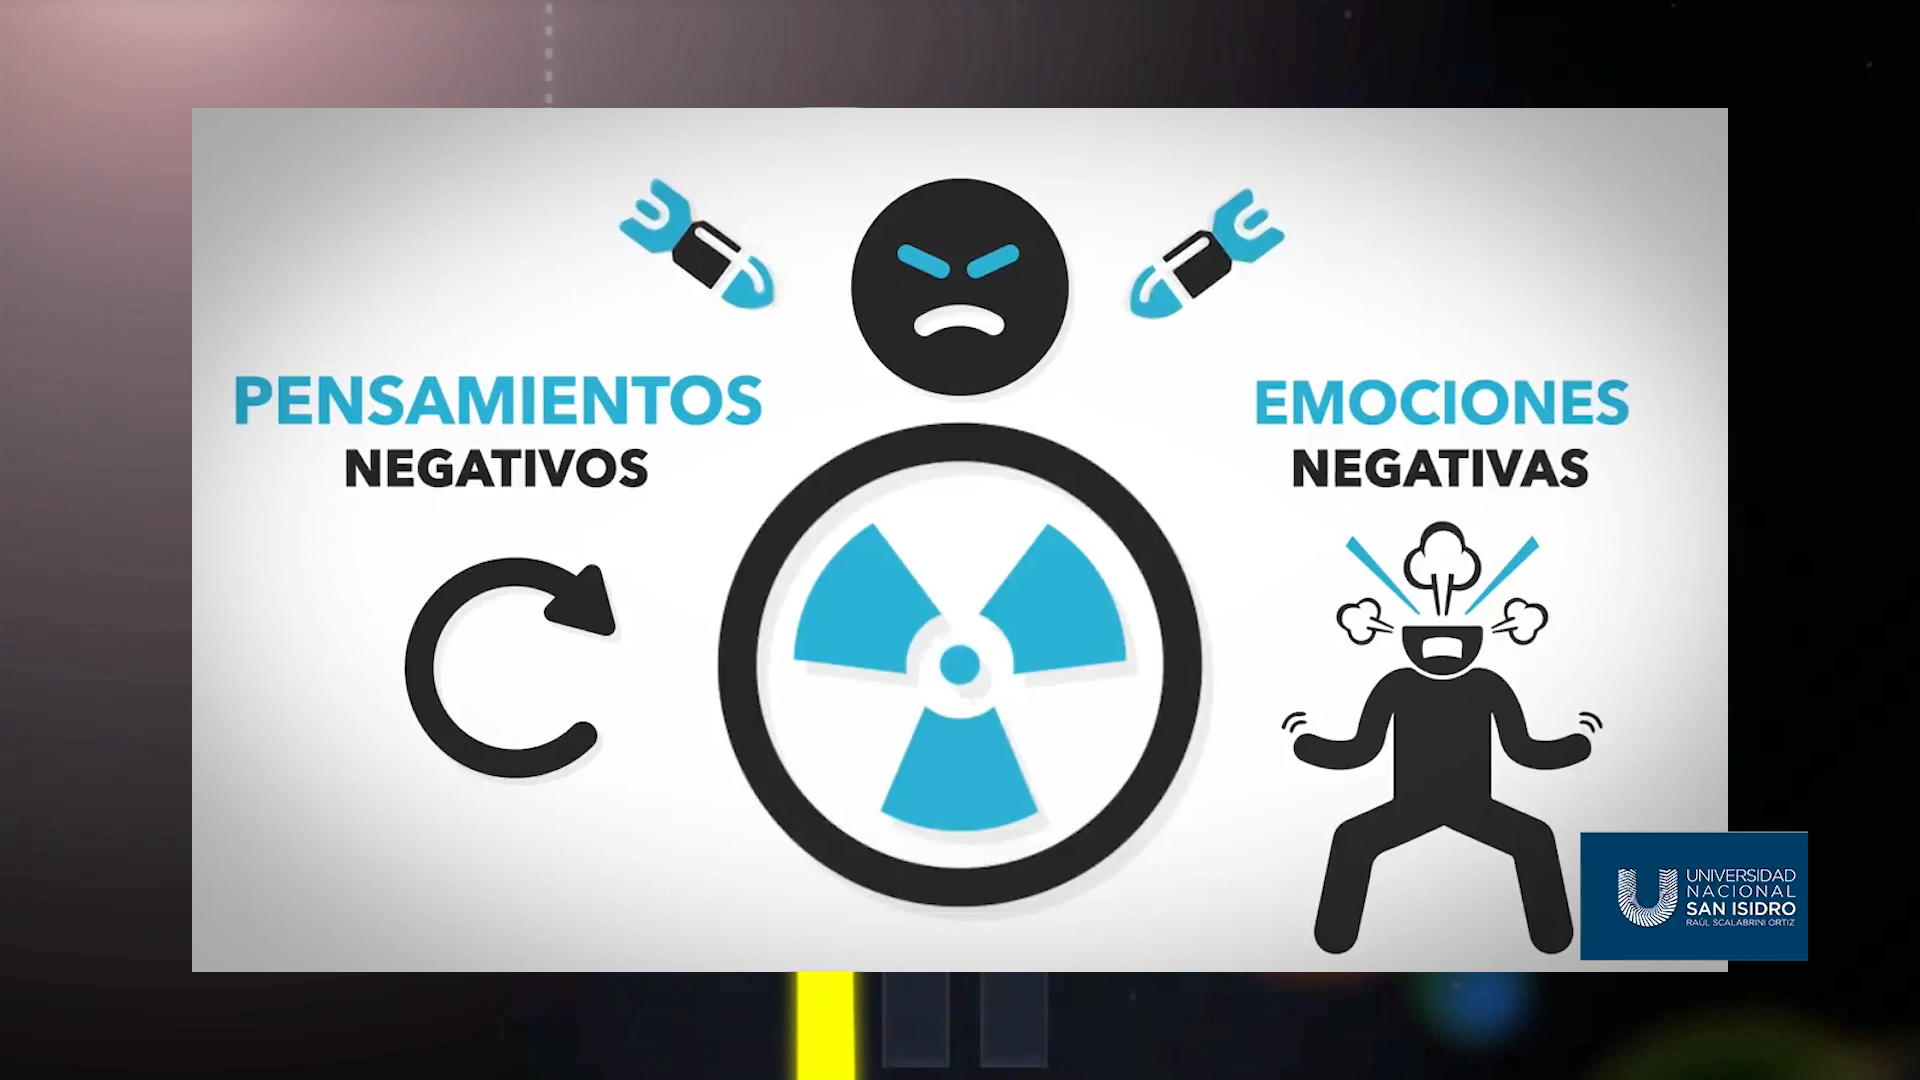 PENSAMIENTOS
NEGATIVOS
EMOCIONES
NEGATIVAS
UNIVERSIDAD
NACIONAL
SAN ISIDRO
RAÚL SCALABRINI ORTIZ